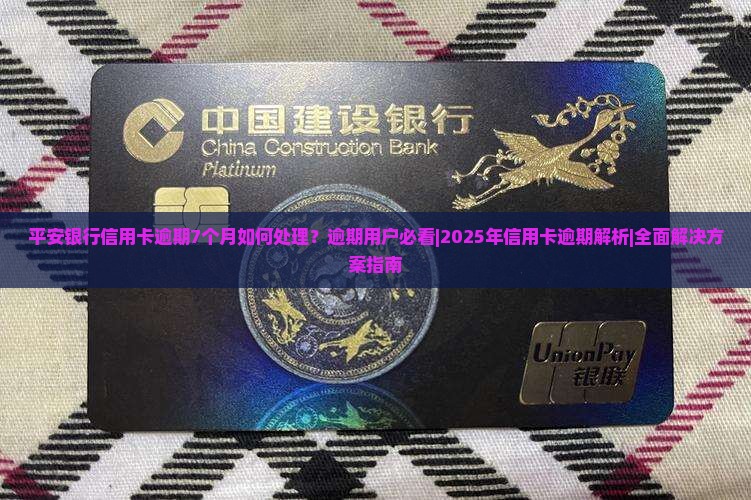 中国建设银行
China Construction Bank
Platinum
平安银行信用卡逾期7个月如何处理？逾期用户必看|2025年信用卡逾期解析|全面解决方
案指南
UnionPay
银联